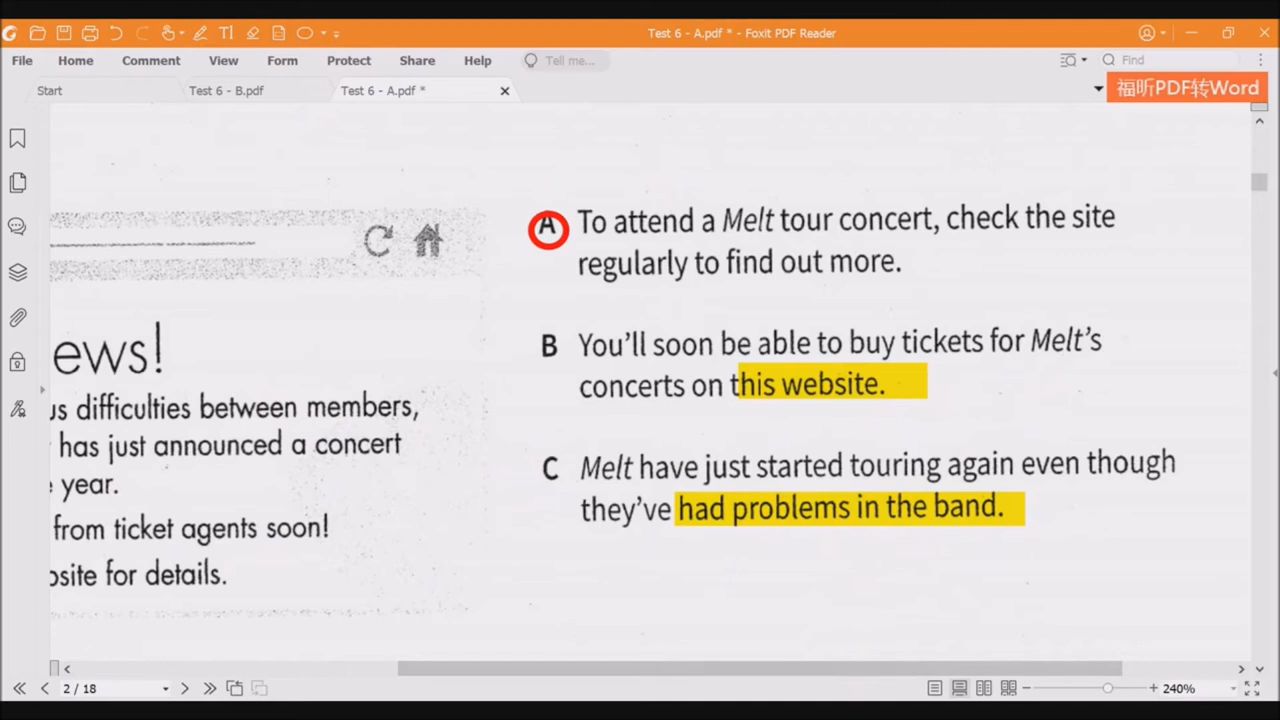 Test 6 - A.pdf * - Foxit PDF Reader
File Home Comment View Form Protect Share Help Tell me... Find
Start Test 6 - B.pdf Test 6 - A.pdf * 福昕PDF转Word
A To attend a Melt tour concert, check the site
regularly to find out more.
B You'll soon be able to buy tickets for Melt's
concerts on this website.
C Melt have just started touring again even though
they've had problems in the band.
ews!
us difficulties between members,
has just announced a concert
year.
from ticket agents soon!
bsite for details.
2 / 18
240%